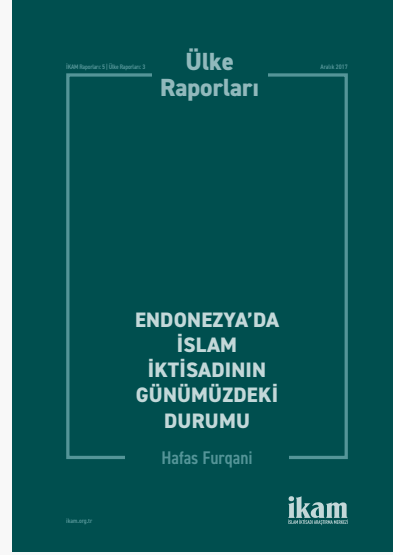 İKAM Raporları: 5 | Ülke Raporları: 3
Ülke
Raporları
Aralık 2017
ENDONEZYA'DA
İSLAM
İKTİSADININ
GÜNÜMÜZDEKİ
DURUMU
Hafas Furqani
ikam.org.tr
ikam
İSLAM İKTİSADI ARAŞTIRMA MERKEZİ